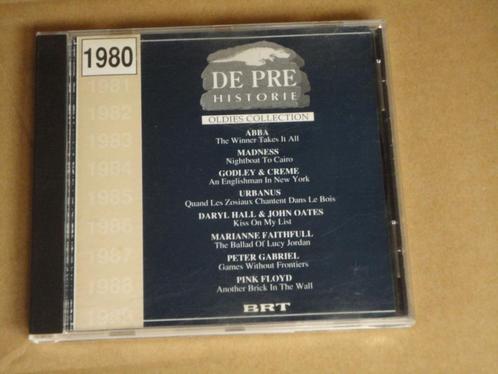 1980
1981
1982
1983
1984
1985
1986
1987
1988
DE PRE
HISTORIE
OLDIES COLLECTION
ABBA
The Winner Takes It All
MADNESS
Nightboat To Cairo
GODLEY & CREME
An Englishman In New York
URBANUS
Quand Les Zosiaux Chantent Dans Le Bois
DARYL HALL & JOHN OATES
Kiss On My List
MARIANNE FAITHFULL
The Ballad Of Lucy Jordan
PETER GABRIEL
Games Without Frontiers
PINK FLOYD
Another Brick In The Wall
BRT